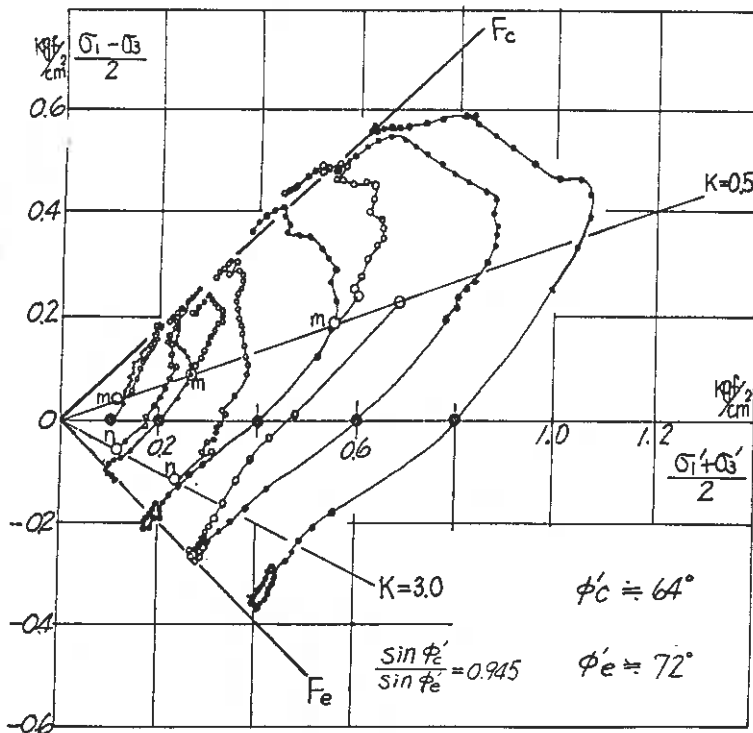 Kgf/cm² (σ₁ − σ₃)/2
Fc
0.6
0.4
K=0.5
0.2
m
m
m
0
0.2
0.6
1.0
1.2
Kgf/cm²
(σ₁′+σ₃′)/2
n
n
−0.2
K=3.0
φ′c ≒ 64°
−0.4
sin φc′/sin φe′ = 0.945
φ′e ≒ 72°
Fe
−0.6